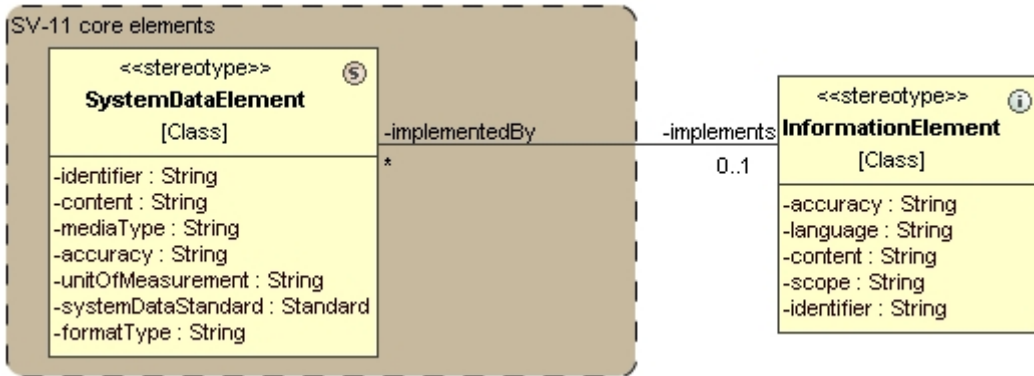 SV-11 core elements
<<stereotype>>
S
SystemDataElement
[Class]
-identifier : String
-content : String
-mediaType : String
-accuracy : String
-unitOfMeasurement : String
-systemDataStandard : Standard
-formatType : String
-implementedBy
*
-implements
0..1
<<stereotype>>
i
InformationElement
[Class]
-accuracy : String
-language : String
-content : String
-scope : String
-identifier : String